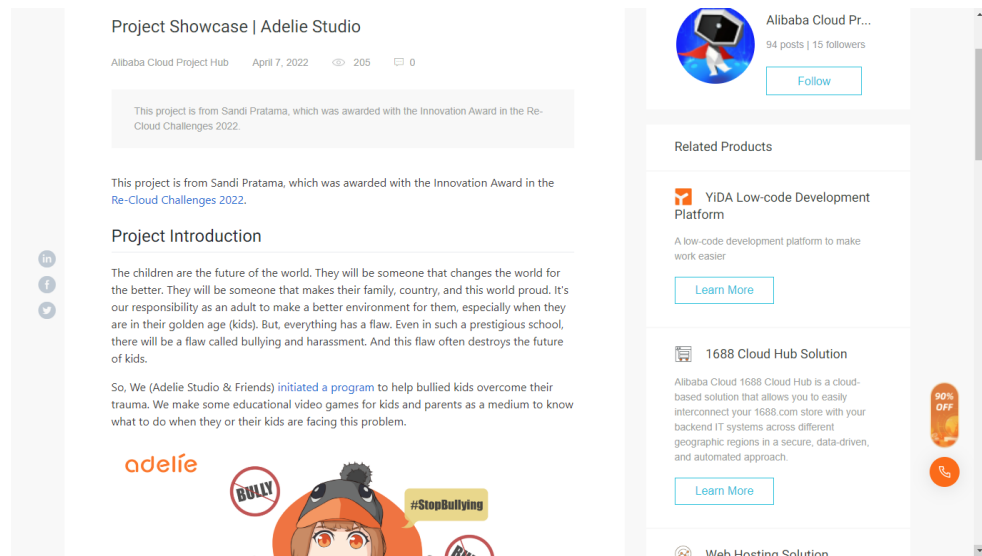 Project Showcase | Adelie Studio
Alibaba Cloud Project Hub April 7, 2022 205 0
This project is from Sandi Pratama, which was awarded with the Innovation Award in the Re-
Cloud Challenges 2022.
This project is from Sandi Pratama, which was awarded with the Innovation Award in the
Re-Cloud Challenges 2022.
Project Introduction
The children are the future of the world. They will be someone that changes the world for
the better. They will be someone that makes their family, country, and this world proud. It's
our responsibility as an adult to make a better environment for them, especially when they
are in their golden age (kids). But, everything has a flaw. Even in such a prestigious school,
there will be a flaw called bullying and harassment. And this flaw often destroys the future
of kids.
So, We (Adelie Studio & Friends) initiated a program to help bullied kids overcome their
trauma. We make some educational video games for kids and parents as a medium to know
what to do when they or their kids are facing this problem.
adelie
BULLY
#StopBullying
Alibaba Cloud Pr...
94 posts | 15 followers
Follow
Related Products
YiDA Low-code Development
Platform
A low-code development platform to make
work easier
Learn More
1688 Cloud Hub Solution
Alibaba Cloud 1688 Cloud Hub is a cloud-
based solution that allows you to easily
interconnect your 1688.com store with your
backend IT systems across different
geographic regions in a secure, data-driven,
and automated approach.
Learn More
Web Hosting Solution
90%
OFF
in
f